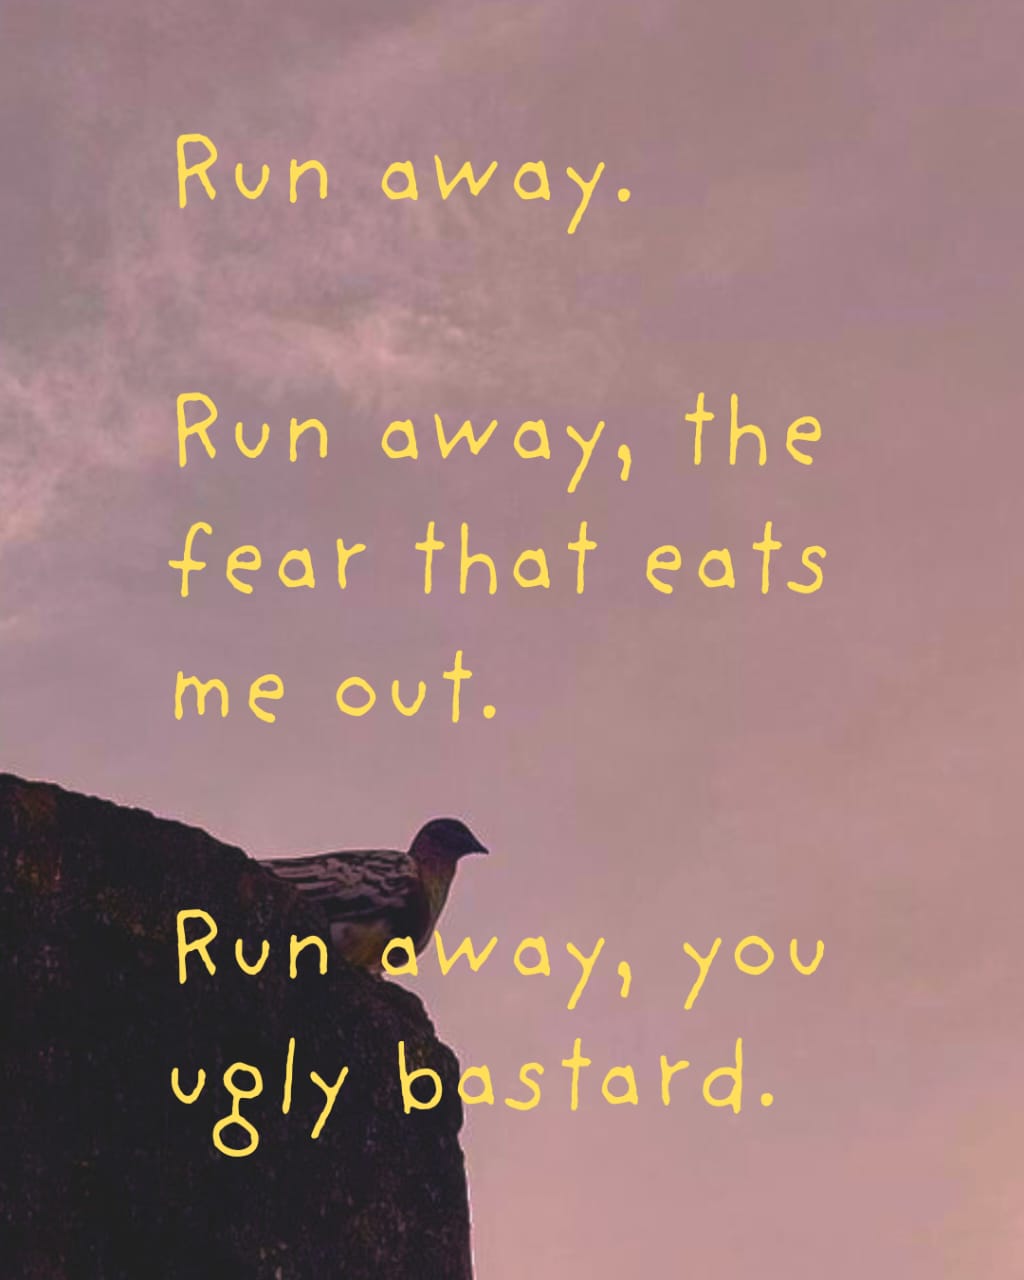 Run away.
Run away, the
fear that eats
me out.
Run away, you
ugly bastard.